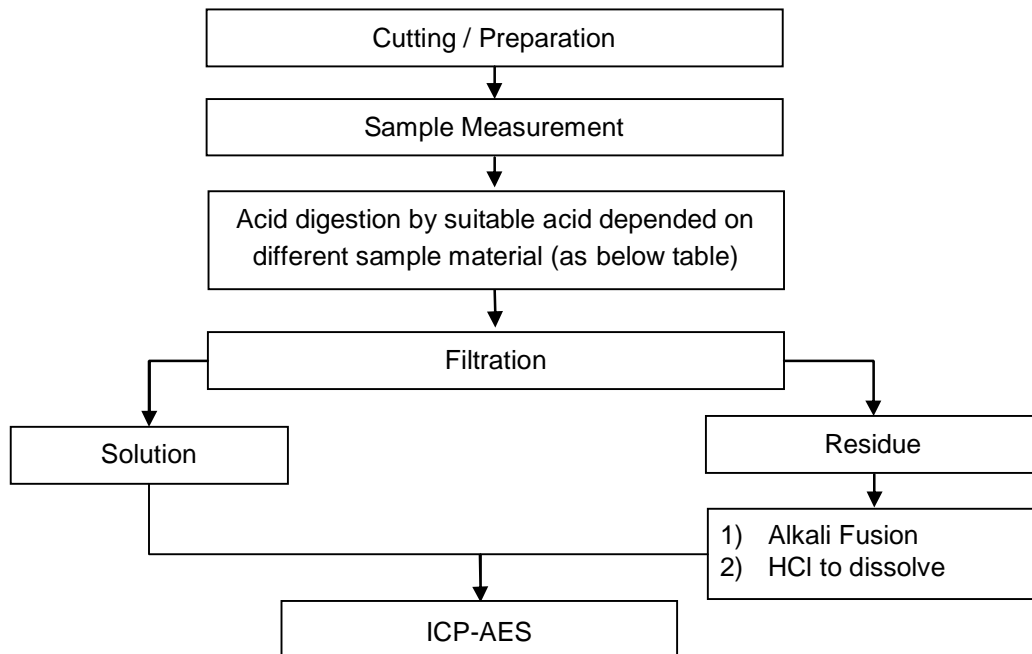 Cutting / Preparation
Sample Measurement
Acid digestion by suitable acid depended on
different sample material (as below table)
Filtration
Solution
Residue
1) Alkali Fusion
2) HCl to dissolve
ICP-AES